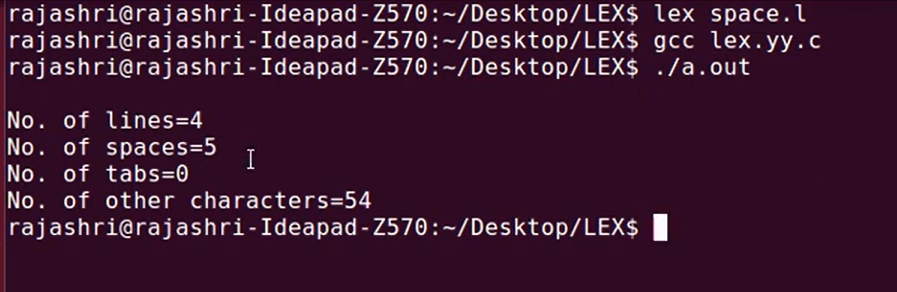 rajashri@rajashri-Ideapad-Z570:~/Desktop/LEX$ lex space.l
rajashri@rajashri-Ideapad-Z570:~/Desktop/LEX$ gcc lex.yy.c
rajashri@rajashri-Ideapad-Z570:~/Desktop/LEX$ ./a.out
No. of lines=4
No. of spaces=5
No. of tabs=0
No. of other characters=54
rajashri@rajashri-Ideapad-Z570:~/Desktop/LEX$